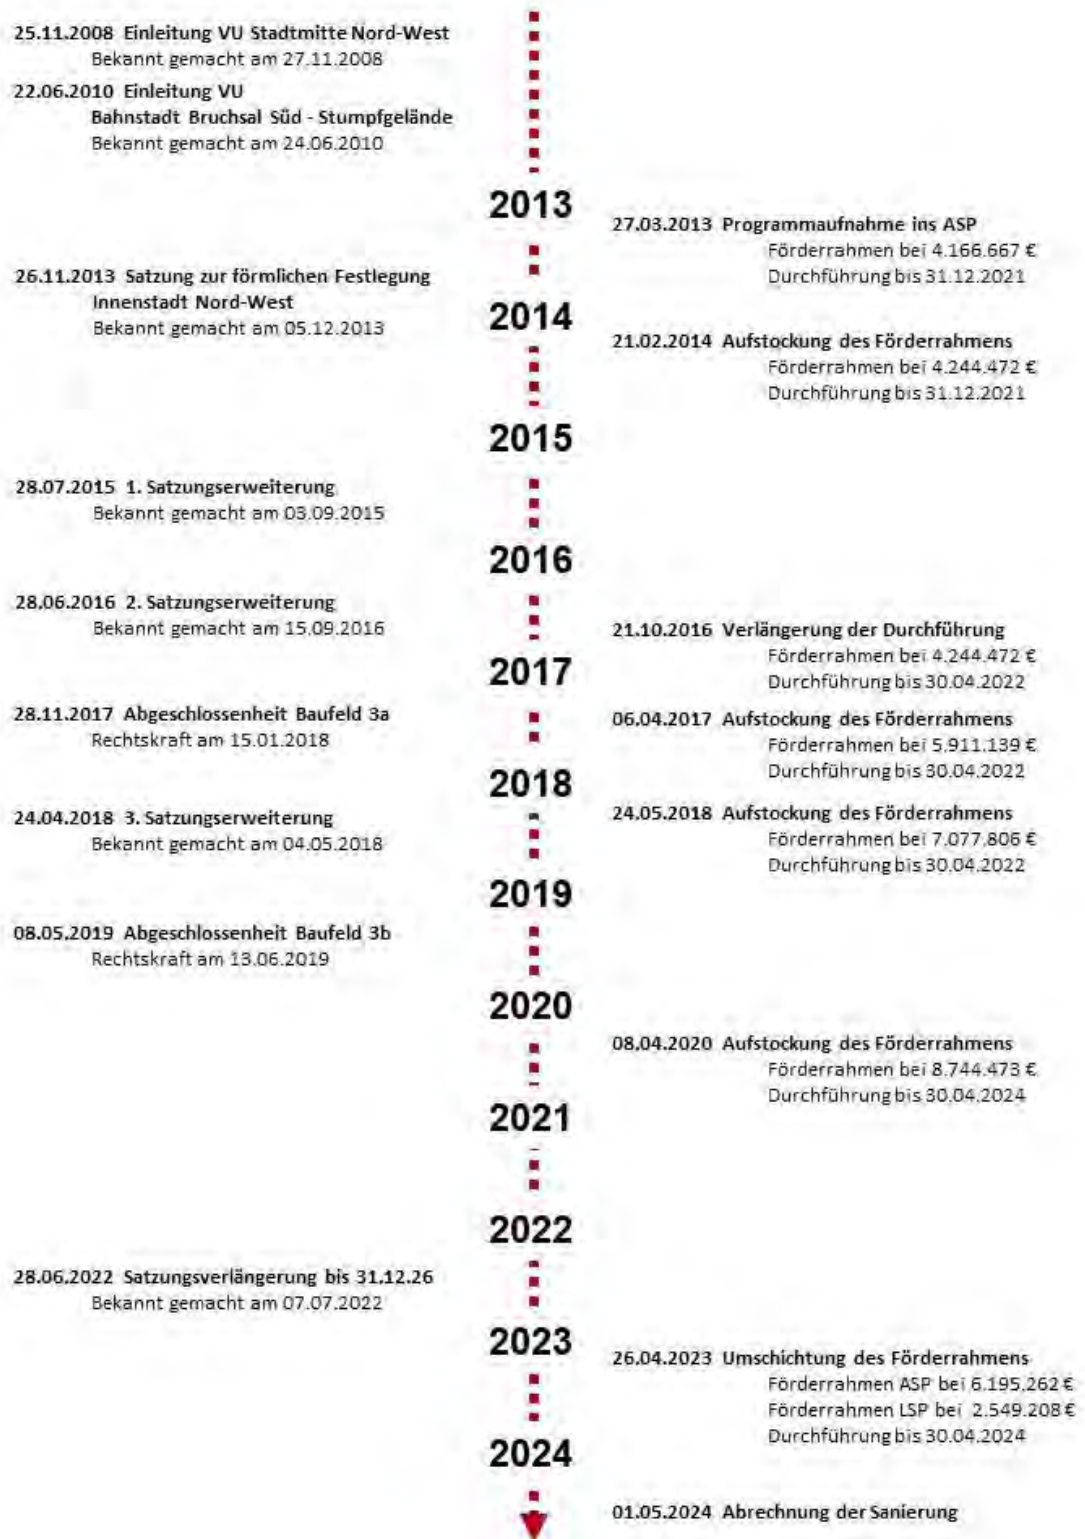 25.11.2008 Einleitung VU Stadtmitte Nord-West
Bekannt gemacht am 27.11.2008
22.06.2010 Einleitung VU
Bahnstadt Bruchsal Süd - Stumpfgelände
Bekannt gemacht am 24.06.2010
2013
27.03.2013 Programmaufnahme ins ASP
Förderrahmen bei 4.166.667 €
Durchführung bis 31.12.2021
26.11.2013 Satzung zur förmlichen Festlegung
Innenstadt Nord-West
Bekannt gemacht am 05.12.2013
2014
21.02.2014 Aufstockung des Förderrahmens
Förderrahmen bei 4.244.472 €
Durchführung bis 31.12.2021
2015
28.07.2015 1. Satzungserweiterung
Bekannt gemacht am 03.09.2015
2016
28.06.2016 2. Satzungserweiterung
Bekannt gemacht am 15.09.2016
21.10.2016 Verlängerung der Durchführung
Förderrahmen bei 4.244.472 €
Durchführung bis 30.04.2022
2017
28.11.2017 Abgeschlossenheit Baufeld 3a
Rechtskraft am 15.01.2018
06.04.2017 Aufstockung des Förderrahmens
Förderrahmen bei 5.911.139 €
Durchführung bis 30.04.2022
2018
24.04.2018 3. Satzungserweiterung
Bekannt gemacht am 04.05.2018
24.05.2018 Aufstockung des Förderrahmens
Förderrahmen bei 7.077.806 €
Durchführung bis 30.04.2022
2019
08.05.2019 Abgeschlossenheit Baufeld 3b
Rechtskraft am 13.06.2019
2020
08.04.2020 Aufstockung des Förderrahmens
Förderrahmen bei 8.744.473 €
Durchführung bis 30.04.2024
2021
2022
28.06.2022 Satzungsverlängerung bis 31.12.26
Bekannt gemacht am 07.07.2022
2023
26.04.2023 Umschichtung des Förderrahmens
Förderrahmen ASP bei 6.195.262 €
Förderrahmen LSP bei 2.549.208 €
Durchführung bis 30.04.2024
2024
01.05.2024 Abrechnung der Sanierung